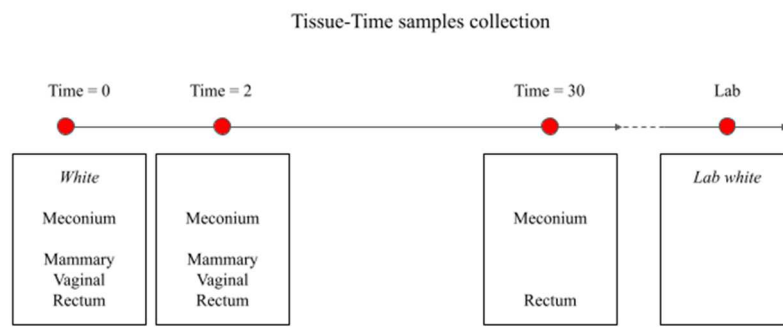 Tissue-Time samples collection
Time = 0
Time = 2
Time = 30
Lab
White
Meconium
Mammary
Vaginal
Rectum
Meconium
Mammary
Vaginal
Rectum
Meconium
Rectum
Lab white